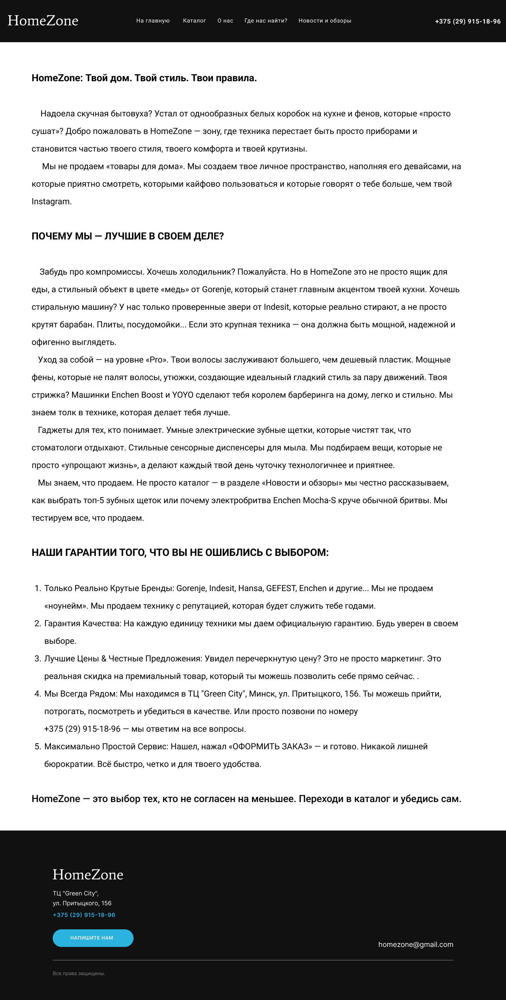 HomeZone
На главную Каталог О нас Где нас найти? Новости и обзоры
+375 (29) 915-18-96
HomeZone: Твой дом. Твой стиль. Твои правила.
Надоела скучная бытовуха? Устал от однообразных белых коробок на кухне и фенов, которые «просто
сушат»? Добро пожаловать в HomeZone — зону, где техника перестает быть просто приборами и
становится частью твоего стиля, твоего комфорта и твоей крутизны.
Мы не продаем «товары для дома». Мы создаем твое личное пространство, наполняя его девайсами, на
которые приятно смотреть, которыми кайфово пользоваться и которые говорят о тебе больше, чем твой
Instagram.
ПОЧЕМУ МЫ — ЛУЧШИЕ В СВОЕМ ДЕЛЕ?
Забудь про компромиссы. Хочешь холодильник? Пожалуйста. Но в HomeZone это не просто ящик для
еды, а стильный объект в цвете «медь» от Gorenje, который станет главным акцентом твоей кухни. Хочешь
стиральную машину? У нас только проверенные звери от Indesit, которые реально стирают, а не просто
крутят барабан. Плиты, посудомойки... Если это крупная техника — она должна быть мощной, надежной и
офигенно выглядеть.
Уход за собой — на уровне «Pro». Твои волосы заслуживают большего, чем дешевый пластик. Мощные
фены, которые не палят волосы, утюжки, создающие идеальный гладкий стиль за пару движений. Твоя
стрижка? Машинки Enchen Boost и YOYO сделают тебя королем барберинга на дому, легко и стильно. Мы
знаем толк в технике, которая делает тебя лучше.
Гаджеты для тех, кто понимает. Умные электрические зубные щетки, которые чистят так, что
стоматологи отдыхают. Стильные сенсорные диспенсеры для мыла. Мы подбираем вещи, которые не
просто «упрощают жизнь», а делают каждый твой день чуточку технологичнее и приятнее.
Мы знаем, что продаем. Не просто каталог — в разделе «Новости и обзоры» мы честно рассказываем,
как выбрать топ-5 зубных щеток или почему электробритва Enchen Mocha-S круче обычной бритвы. Мы
тестируем все, что продаем.
НАШИ ГАРАНТИИ ТОГО, ЧТО ВЫ НЕ ОШИБЛИСЬ С ВЫБОРОМ:
1. Только Реально Крутые Бренды: Gorenje, Indesit, Hansa, GEFEST, Enchen и другие... Мы не продаем
«ноунейм». Мы продаем технику с репутацией, которая будет служить тебе годами.
2. Гарантия Качества: На каждую единицу техники мы даем официальную гарантию. Будь уверен в своем
выборе.
3. Лучшие Цены & Честные Предложения: Увидел перечеркнутую цену? Это не просто маркетинг. Это
реальная скидка на премиальный товар, который ты можешь позволить себе прямо сейчас. .
4. Мы Всегда Рядом: Мы находимся в ТЦ "Green City", Минск, ул. Притыцкого, 156. Ты можешь прийти,
потрогать, посмотреть и убедиться в качестве. Или просто позвони по номеру
+375 (29) 915-18-96 — мы ответим на все вопросы.
5. Максимально Простой Сервис: Нашел, нажал «ОФОРМИТЬ ЗАКАЗ» — и готово. Никакой лишней
бюрократии. Всё быстро, четко и для твоего удобства.
HomeZone — это выбор тех, кто не согласен на меньшее. Переходи в каталог и убедись сам.
HomeZone
ТЦ "Green City",
ул. Притыцкого, 156
+375 (29) 915-18-96
НАПИШИТЕ НАМ
homezone@gmail.com
Все права защищены.